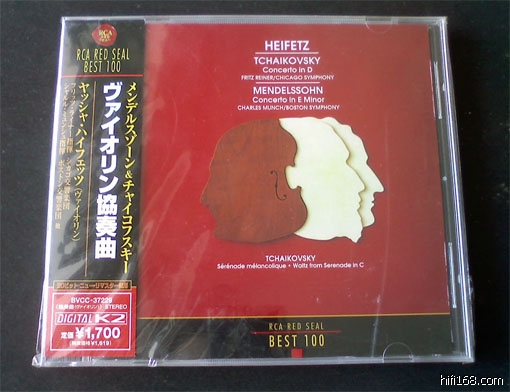 RCA
RCA RED SEAL
BEST 100
メンデルスゾーン&チャイコフスキー
ヴァイオリン協奏曲
ヤッシャ・ハイフェッツ(ヴァイオリン)
BVCC-37229
STEREO
DIGITAL K2
定価 ¥1,700
HEIFETZ
TCHAIKOVSKY
Concerto in D
FRITZ REINER/CHICAGO SYMPHONY
MENDELSSOHN
Concerto in E Minor
CHARLES MUNCH/BOSTON SYMPHONY
TCHAIKOVSKY
Sérénade mélancolique • Waltz from Serenade in C
RCA RED SEAL
BEST 100
hifi168.com